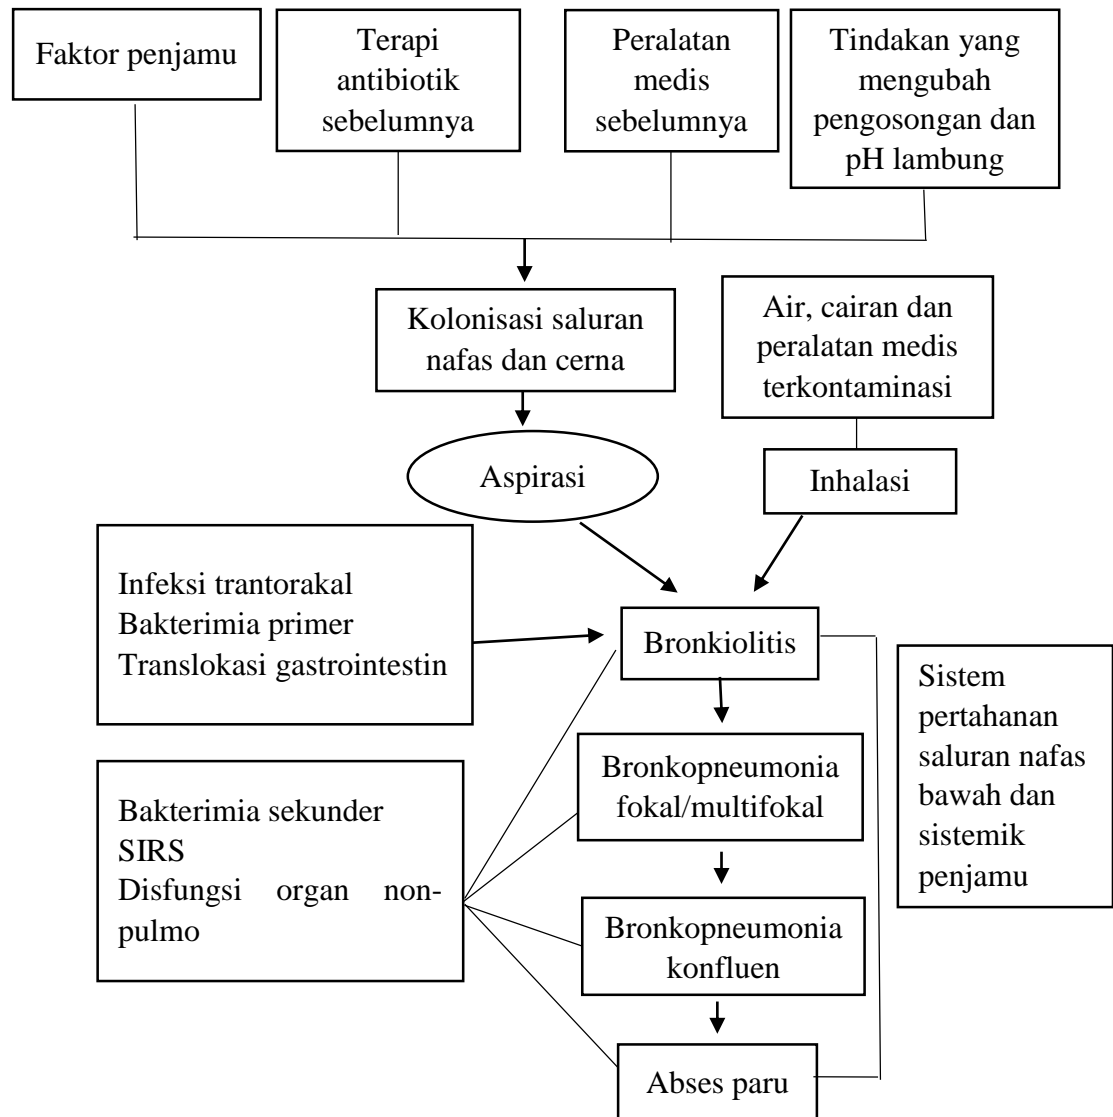 Faktor penjamu
Terapi
antibiotik
sebelumnya
Peralatan
medis
sebelumnya
Tindakan yang
mengubah
pengosongan dan
pH lambung
Kolonisasi saluran
nafas dan cerna
Air, cairan dan
peralatan medis
terkontaminasi
Aspirasi
Inhalasi
Infeksi trantorakal
Bakterimia primer
Translokasi gastrointestin
Bronkiolitis
Sistem
pertahanan
saluran nafas
bawah dan
sistemik
penjamu
Bronkopneumonia
fokal/multifokal
Bakterimia sekunder
SIRS
Disfungsi organ non-
pulmo
Bronkopneumonia
konfluen
Abses paru